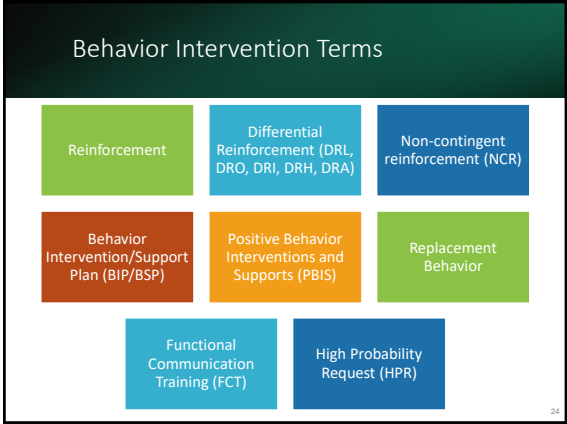 Behavior Intervention Terms
Reinforcement
Differential
Reinforcement (DRL,
DRO, DRI, DRH, DRA)
Non-contingent
reinforcement (NCR)
Behavior
Intervention/Support
Plan (BIP/BSP)
Positive Behavior
Interventions and
Supports (PBIS)
Replacement
Behavior
Functional
Communication
Training (FCT)
High Probability
Request (HPR)
24